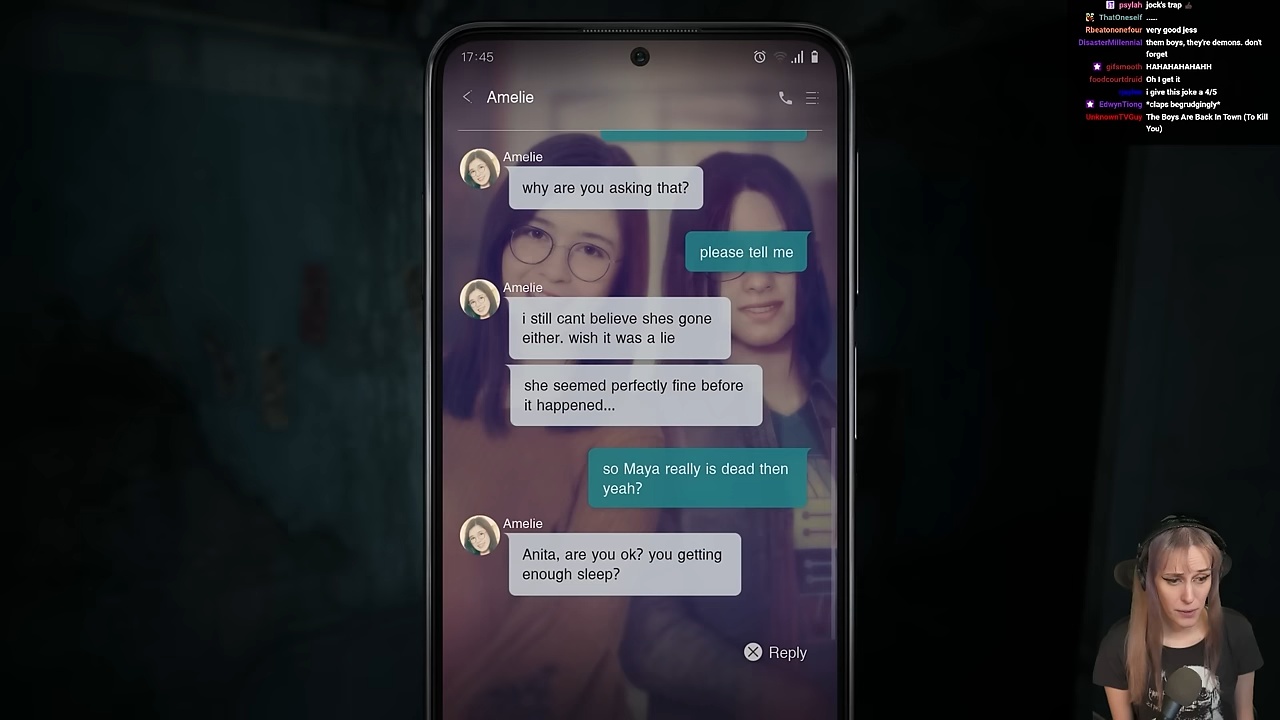 17:45
Amelie
Amelie
why are you asking that?
please tell me
Amelie
i still cant believe shes gone
either. wish it was a lie
she seemed perfectly fine before
it happened...
so Maya really is dead then
yeah?
Amelie
Anita, are you ok? you getting
enough sleep?
Reply
psylah jock's trap
ThatOneself .....
Rbeatononefour very good jess
DisasterMillennial them boys, they're demons. don't
forget
gifsmooth HAHAHAHAHAHH
foodcourtdruid Oh I get it
i give this joke a 4/5
EdwynTiong *claps begrudgingly*
UnknownTVGuy The Boys Are Back In Town (To Kill
You)